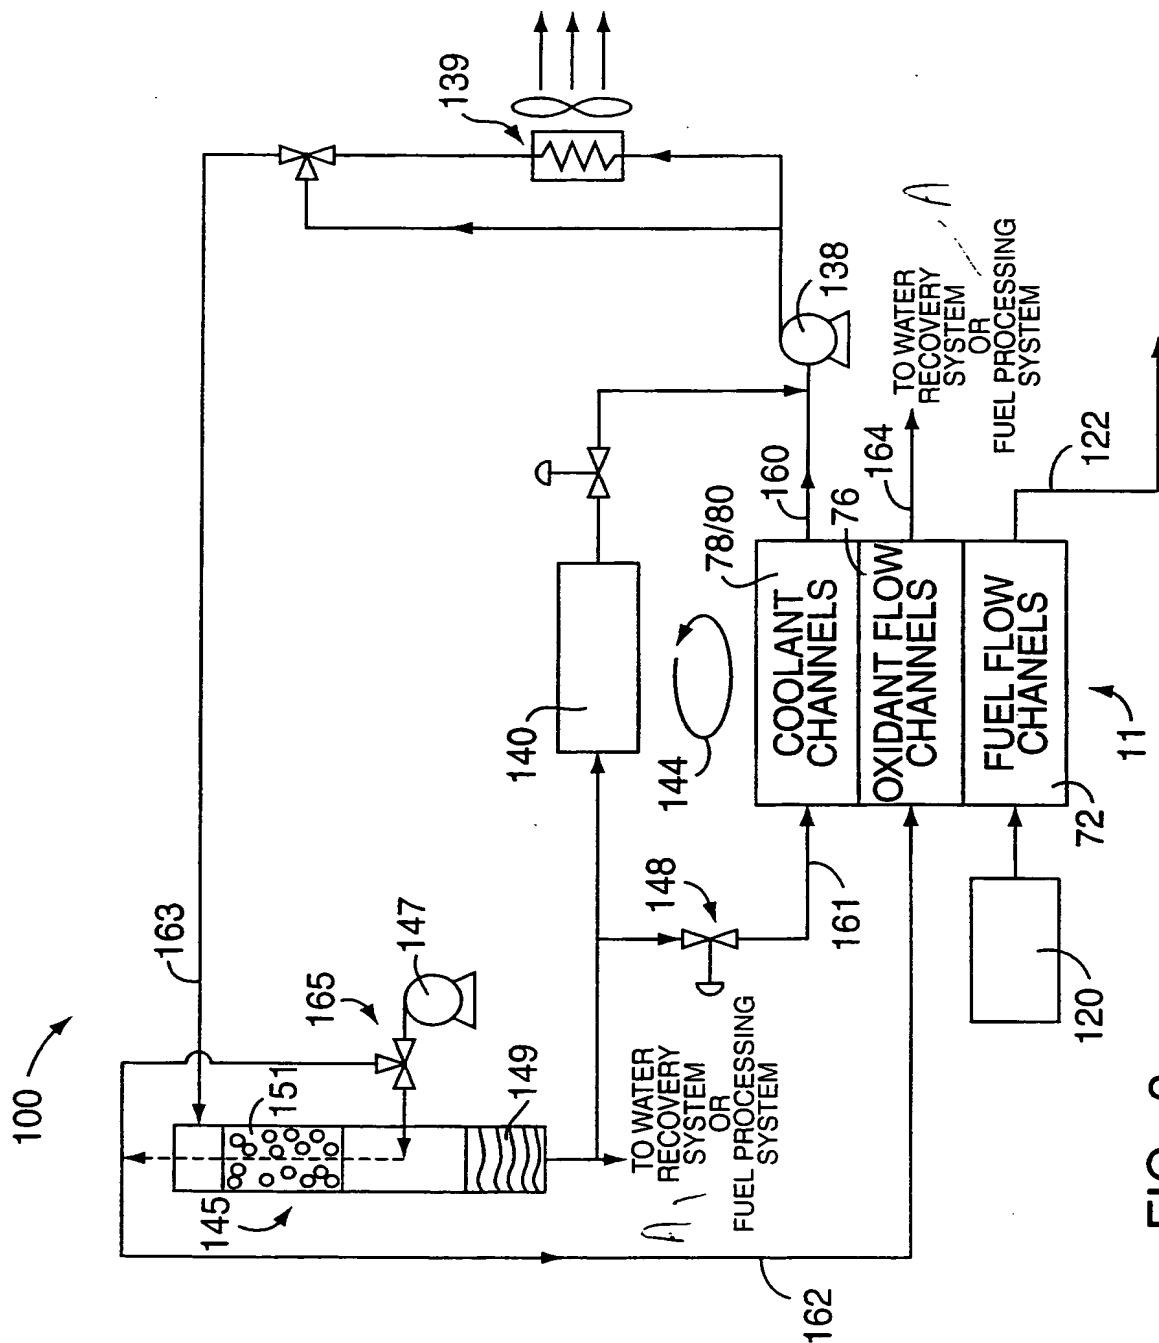 100
163
139
151
165
147
145
149
162
TO WATER
RECOVERY
SYSTEM
OR
FUEL PROCESSING
SYSTEM
A
140
144
148
161
78/80
160
138
76
164
COOLANT
CHANNELS
OXIDANT FLOW
CHANNELS
FUEL FLOW
CHANNELS
TO WATER
RECOVERY
SYSTEM
OR
FUEL PROCESSING
SYSTEM
A
120
72
11
122
FIG